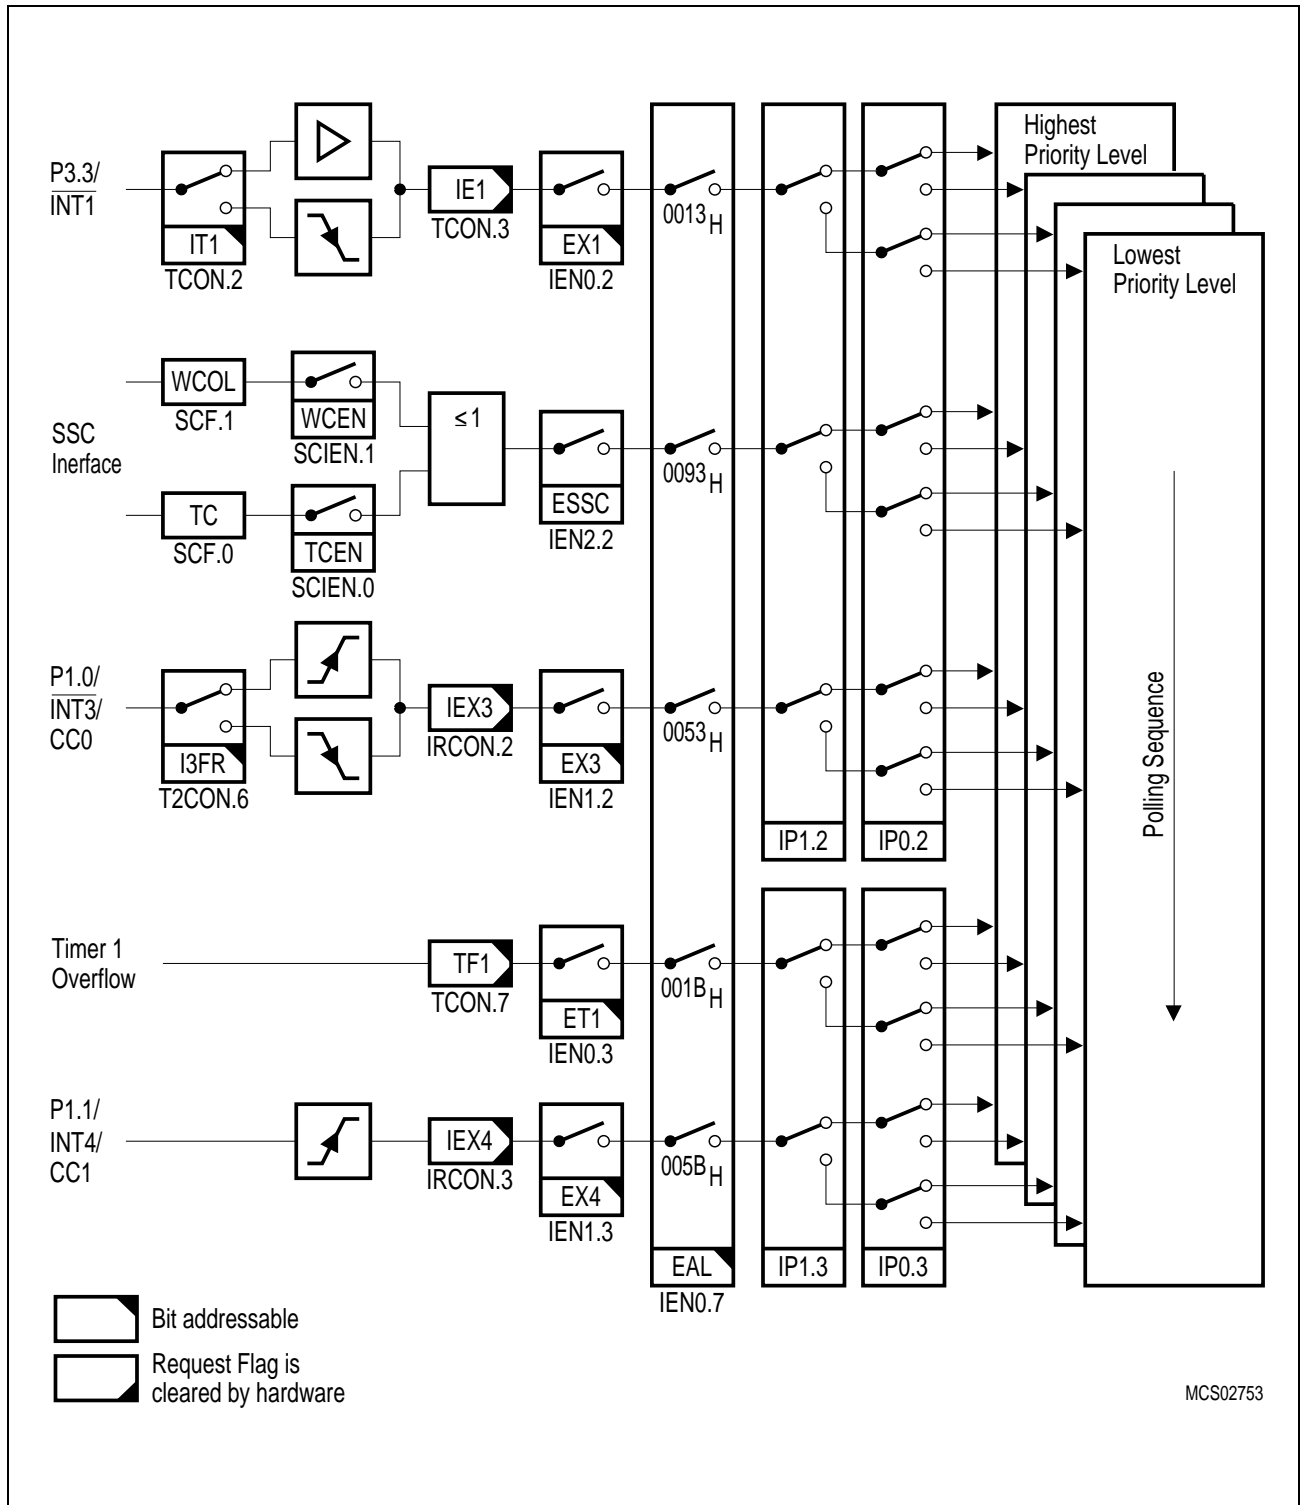 Highest
Priority Level
P3.3/
INT1
IT1
TCON.2
IE1
TCON.3
EX1
IEN0.2
0013H
Lowest
Priority Level
SSC
Inerface
WCOL
SCF.1
WCEN
SCIEN.1
TC
SCF.0
TCEN
SCIEN.0
≤ 1
ESSC
IEN2.2
0093H
P1.0/
INT3/
CC0
I3FR
T2CON.6
IEX3
IRCON.2
EX3
IEN1.2
0053H
IP1.2
IP0.2
Polling Sequence
Timer 1
Overflow
TF1
TCON.7
ET1
IEN0.3
001BH
P1.1/
INT4/
CC1
IEX4
IRCON.3
EX4
IEN1.3
005BH
EAL
IEN0.7
IP1.3
IP0.3
Bit addressable
Request Flag is
cleared by hardware
MCS02753